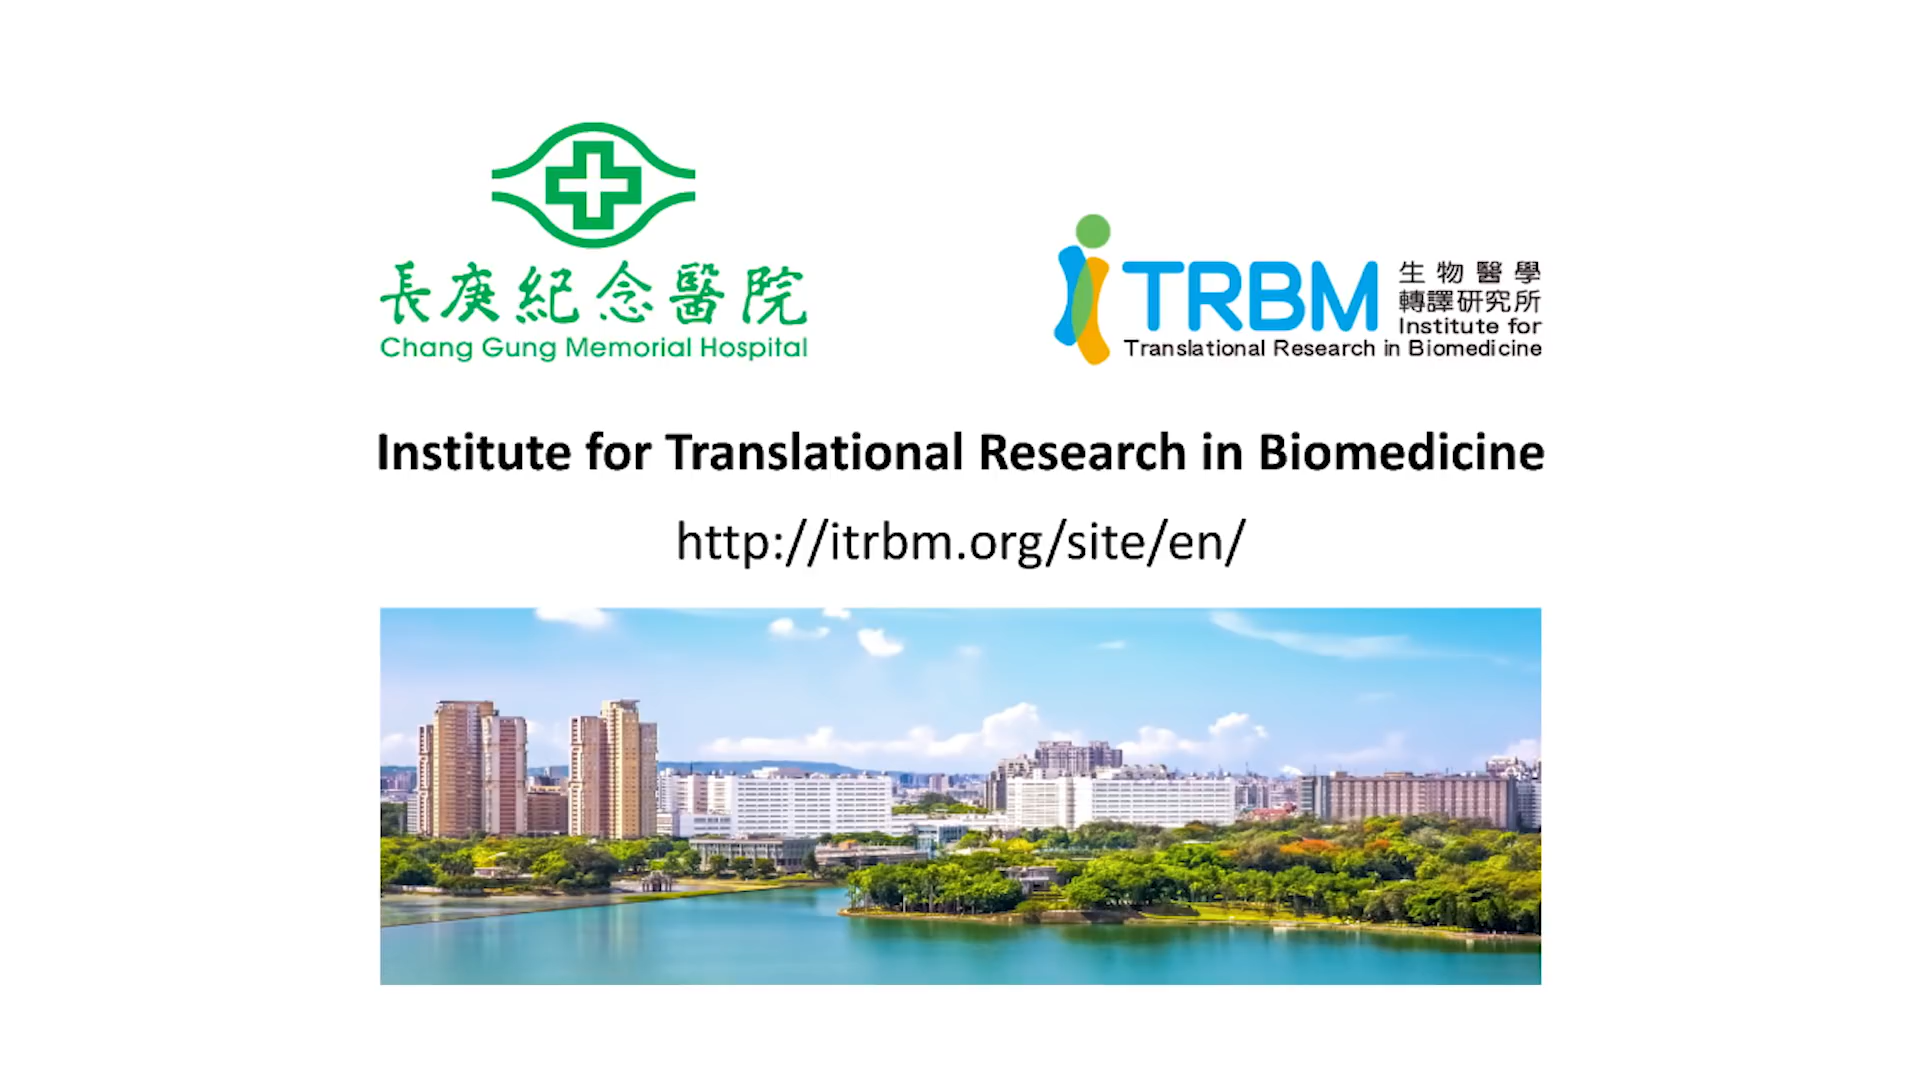 長庚紀念醫院
Chang Gung Memorial Hospital
iTRBM
生物醫學
轉譯研究所
Institute for
Translational Research in Biomedicine
Institute for Translational Research in Biomedicine
http://itrbm.org/site/en/